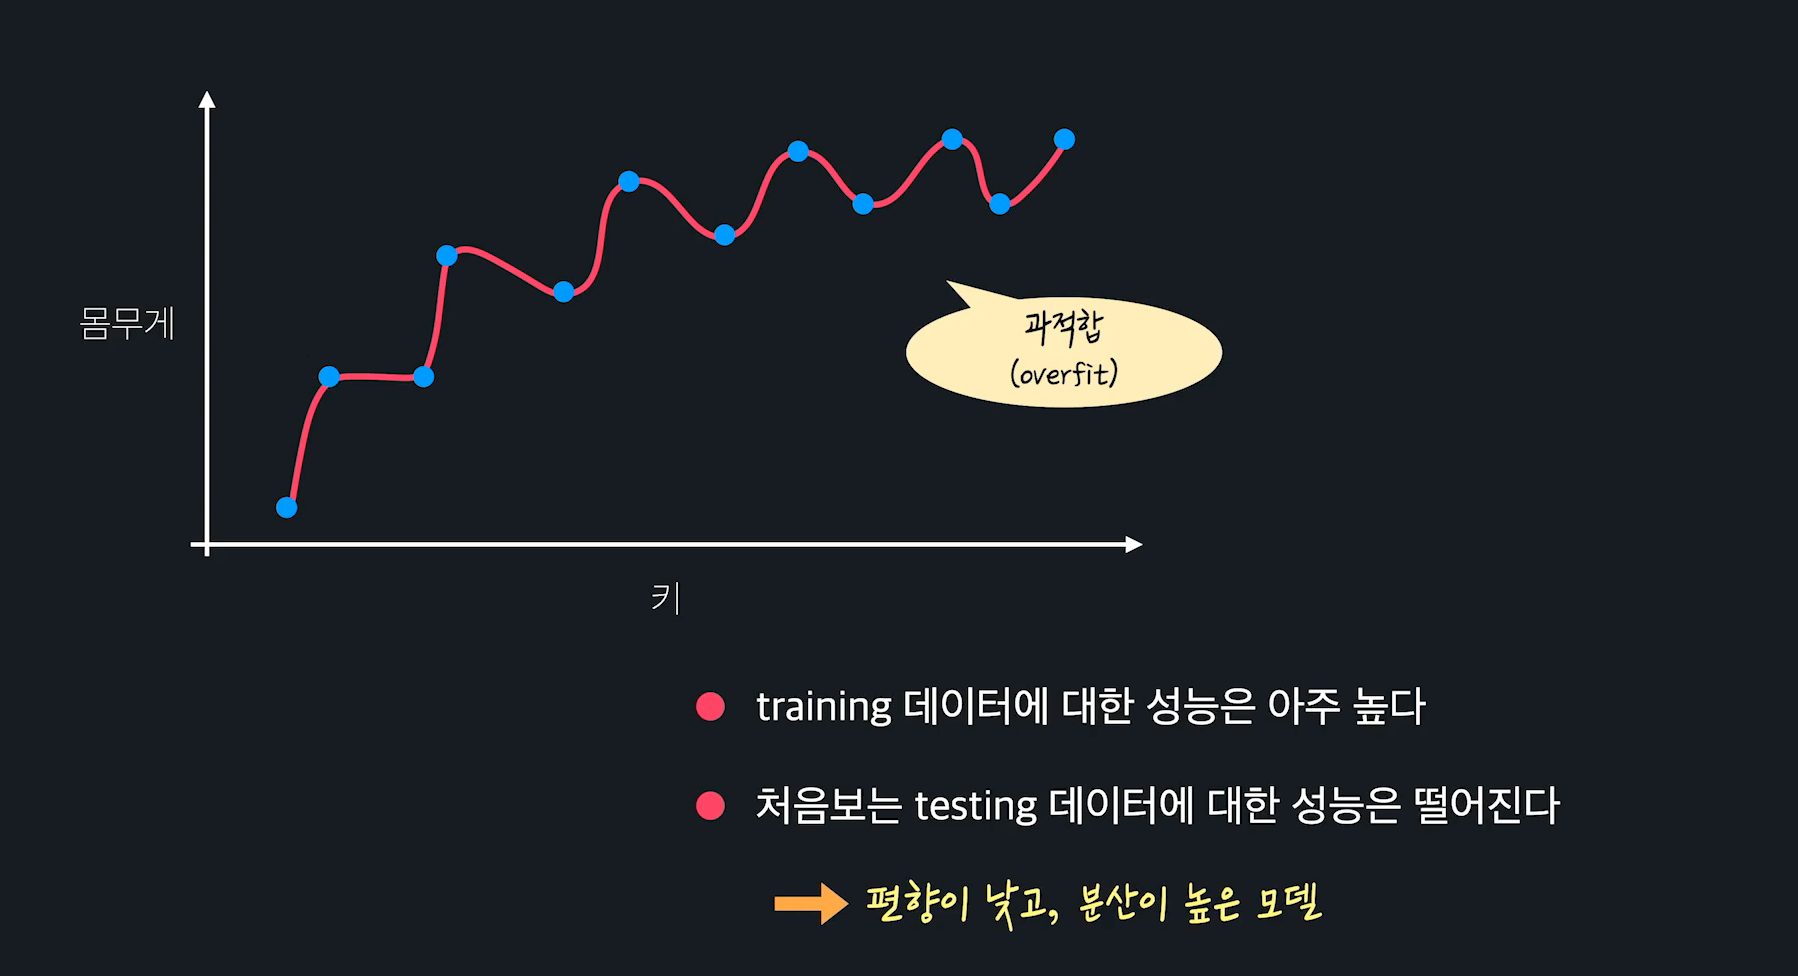 몸무게
과적합
(overfit)
키
training 데이터에 대한 성능은 아주 높다
처음보는 testing 데이터에 대한 성능은 떨어진다
편향이 낮고, 분산이 높은 모델